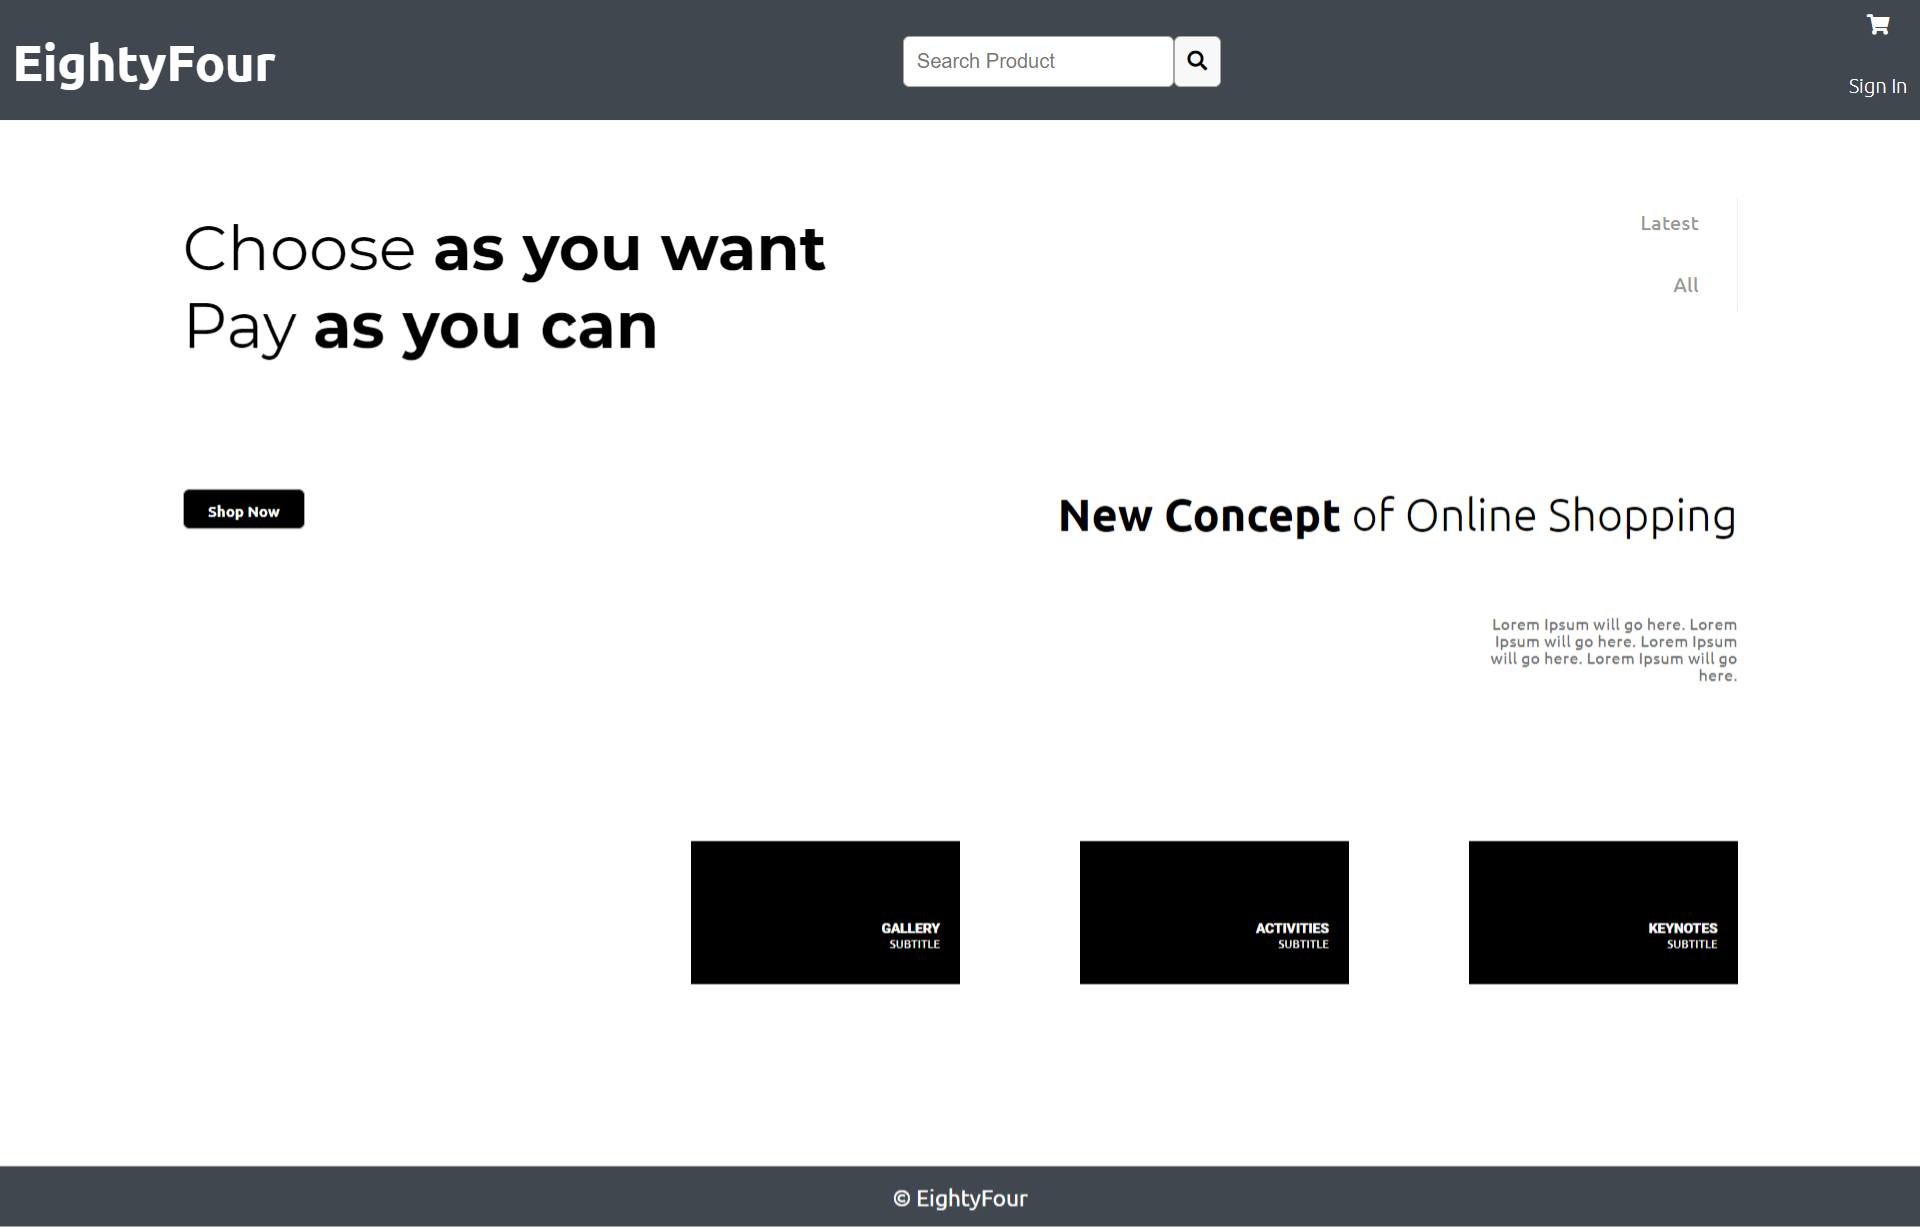 EightyFour
Search Product
Sign In
Choose as you want
Pay as you can
Latest
All
Shop Now
New Concept of Online Shopping
Lorem Ipsum will go here. Lorem
Ipsum will go here. Lorem Ipsum
will go here. Lorem Ipsum will go
here.
GALLERY
SUBTITLE
ACTIVITIES
SUBTITLE
KEYNOTES
SUBTITLE
© EightyFour